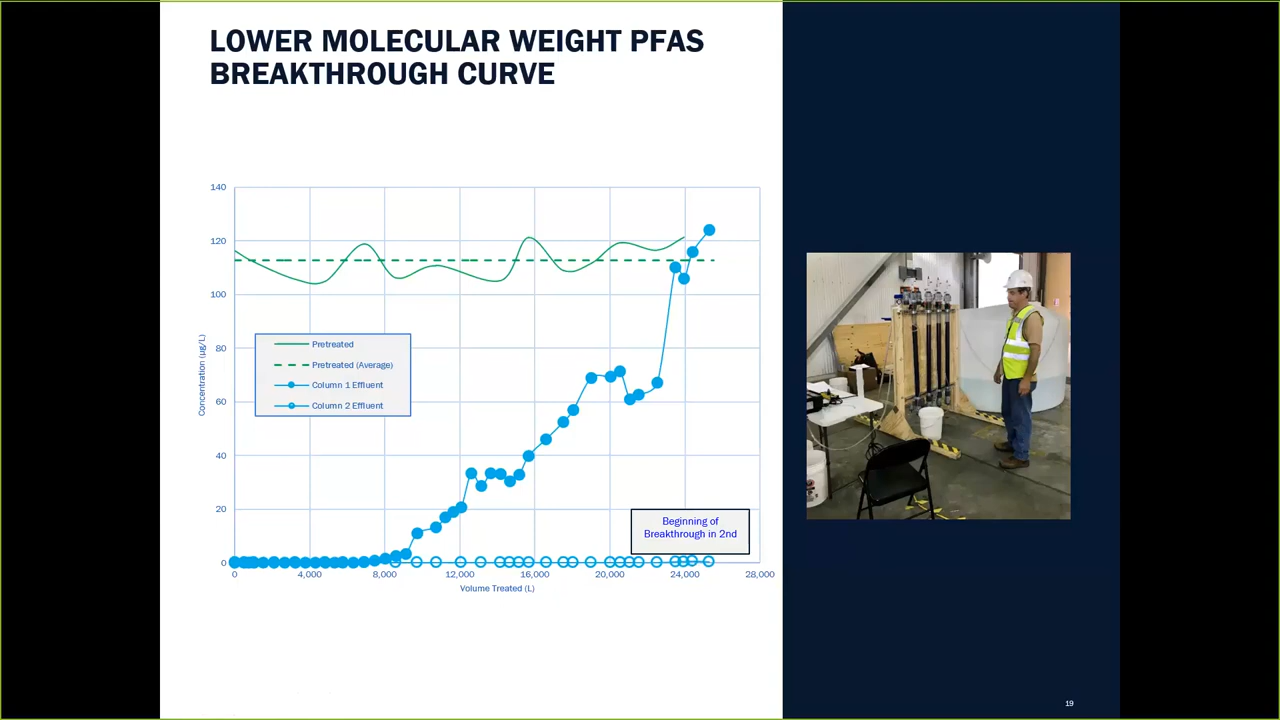 LOWER MOLECULAR WEIGHT PFAS
BREAKTHROUGH CURVE
140
120
100
80
60
40
20
0
Concentration (µg/L)
Pretreated
Pretreated (Average)
Column 1 Effluent
Column 2 Effluent
Beginning of
Breakthrough in 2nd
0 4,000 8,000 12,000 16,000 20,000 24,000 28,000
Volume Treated (L)
19